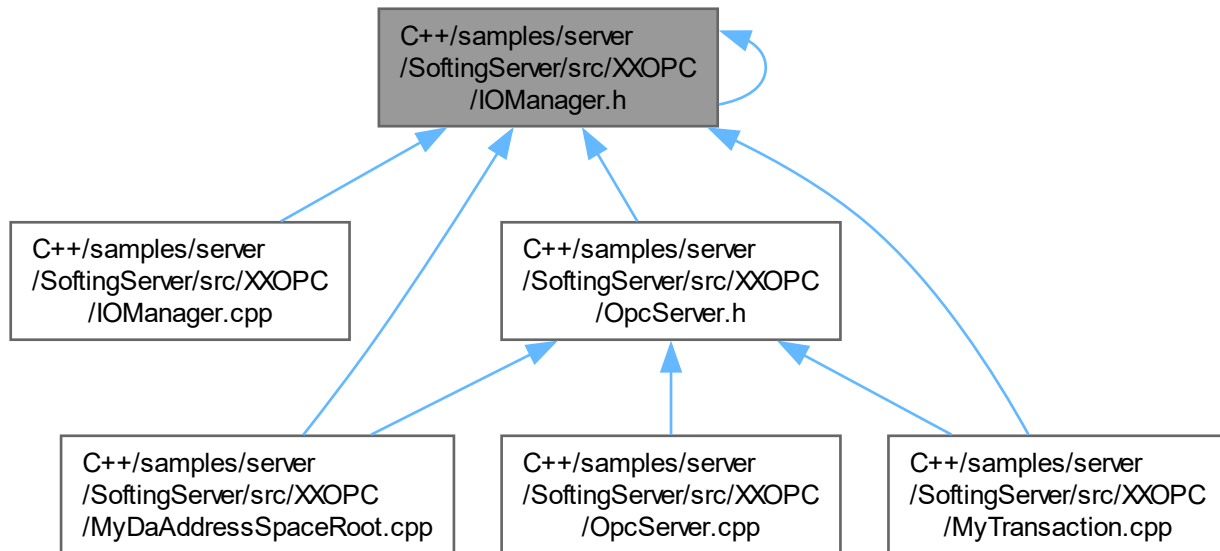 C++/samples/server
/SoftingServer/src/XXOPC
/IOManager.h
C++/samples/server
/SoftingServer/src/XXOPC
/IOManager.cpp
C++/samples/server
/SoftingServer/src/XXOPC
/OpcServer.h
C++/samples/server
/SoftingServer/src/XXOPC
/MyDaAddressSpaceRoot.cpp
C++/samples/server
/SoftingServer/src/XXOPC
/OpcServer.cpp
C++/samples/server
/SoftingServer/src/XXOPC
/MyTransaction.cpp